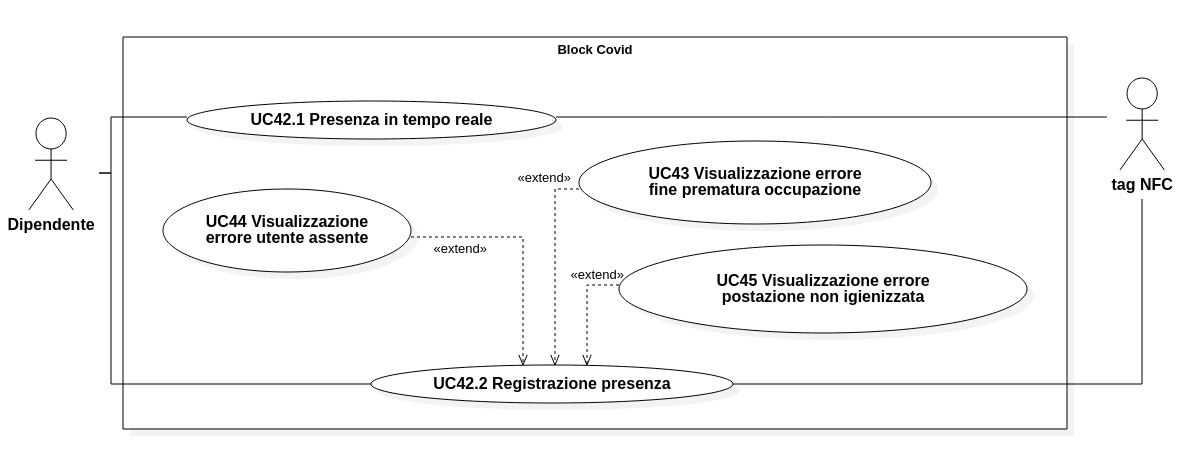 Block Covid
UC42.1 Presenza in tempo reale
UC43 Visualizzazione errore
fine prematura occupazione
«extend»
tag NFC
Dipendente
UC44 Visualizzazione
errore utente assente
«extend»
«extend»
UC45 Visualizzazione errore
postazione non igienizzata
UC42.2 Registrazione presenza